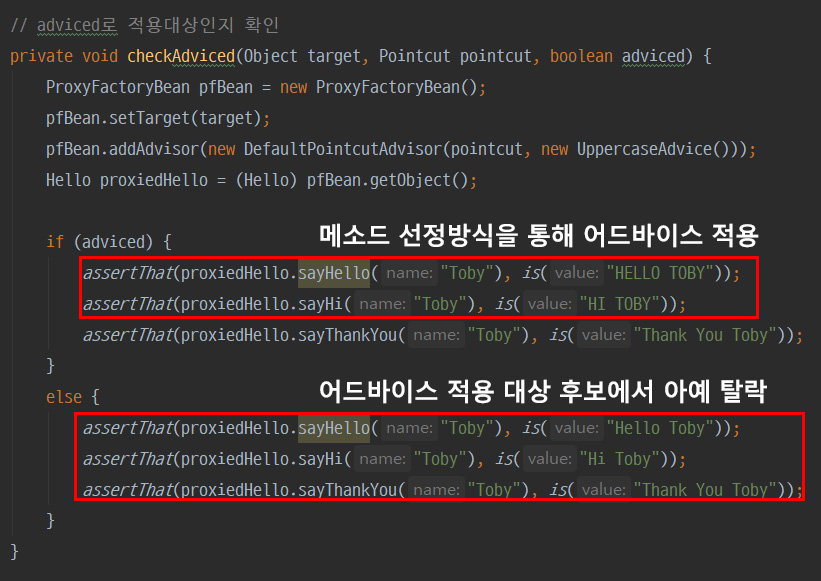 // adviced로 적용대상인지 확인
private void checkAdviced(Object target, Pointcut pointcut, boolean adviced) {
ProxyFactoryBean pfBean = new ProxyFactoryBean();
pfBean.setTarget(target);
pfBean.addAdvisor(new DefaultPointcutAdvisor(pointcut, new UppercaseAdvice()));
Hello proxiedHello = (Hello) pfBean.getObject();
메소드 선정방식을 통해 어드바이스 적용
if (adviced) {
assertThat(proxiedHello.sayHello( name: "Toby"), is( value: "HELLO TOBY"));
assertThat(proxiedHello.sayHi( name: "Toby"), is( value: "HI TOBY"));
assertThat(proxiedHello.sayThankYou( name: "Toby"), is( value: "Thank You Toby"));
}
어드바이스 적용 대상 후보에서 아예 탈락
else {
assertThat(proxiedHello.sayHello( name: "Toby"), is( value: "Hello Toby"));
assertThat(proxiedHello.sayHi( name: "Toby"), is( value: "Hi Toby"));
assertThat(proxiedHello.sayThankYou( name: "Toby"), is( value: "Thank You Toby"));
}
}